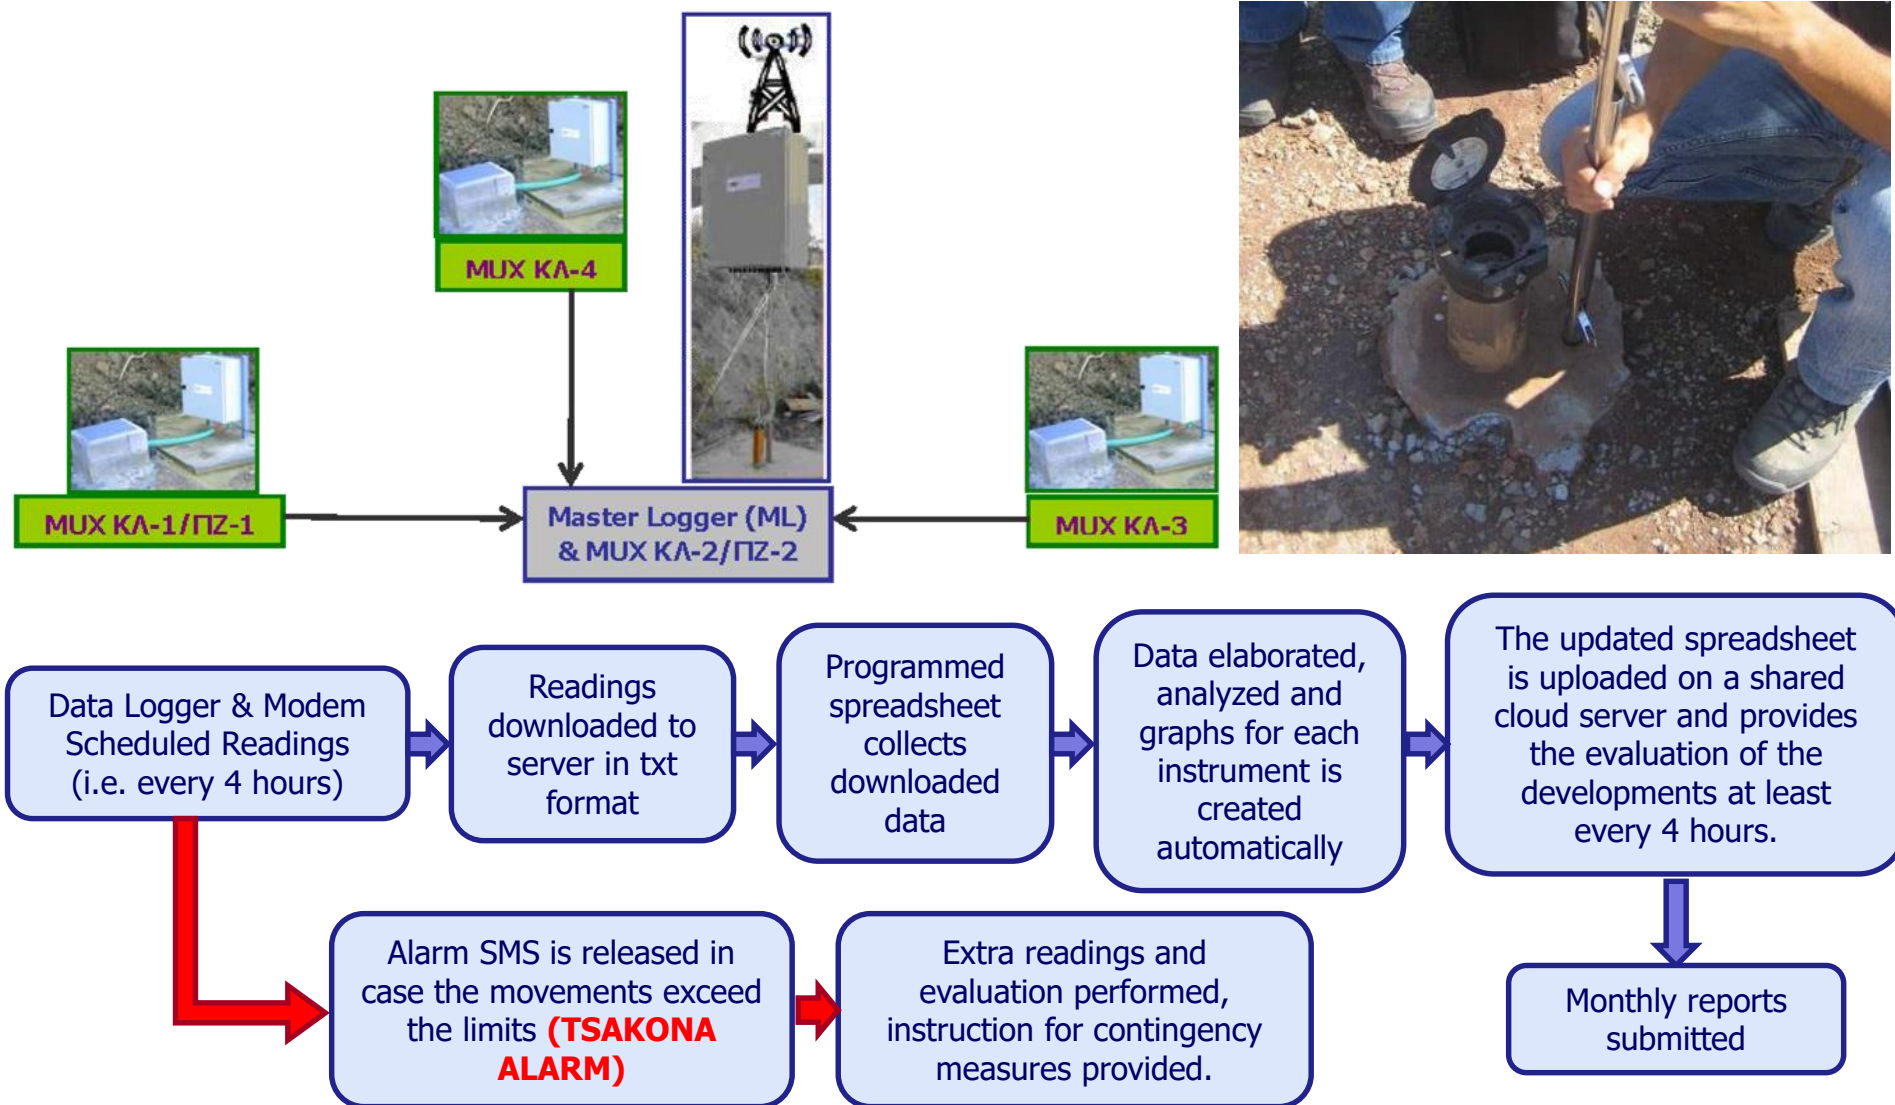 MUX ΚΛ-4
MUX ΚΛ-1/ΠΖ-1
Master Logger (ML)
& MUX ΚΛ-2/ΠΖ-2
MUX ΚΛ-3
Data Logger & Modem
Scheduled Readings
(i.e. every 4 hours)
Readings
downloaded to
server in txt
format
Programmed
spreadsheet
collects
downloaded
data
Data elaborated,
analyzed and
graphs for each
instrument is
created
automatically
The updated spreadsheet
is uploaded on a shared
cloud server and provides
the evaluation of the
developments at least
every 4 hours.
Alarm SMS is released in
case the movements exceed
the limits (TSAKONA
ALARM)
Extra readings and
evaluation performed,
instruction for contingency
measures provided.
Monthly reports
submitted